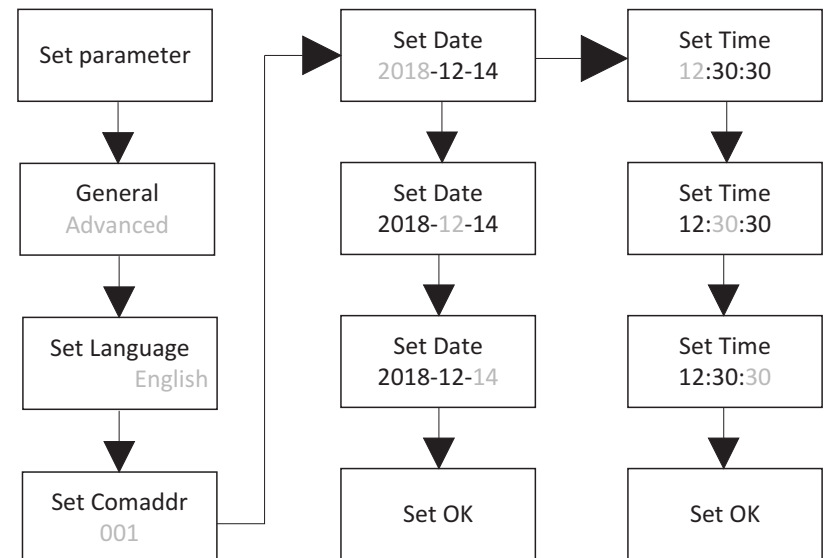 Set parameter
General
Advanced
Set Language
English
Set Comaddr
001
Set Date
2018-12-14
Set Date
2018-12-14
Set Date
2018-12-14
Set OK
Set Time
12:30:30
Set Time
12:30:30
Set Time
12:30:30
Set OK